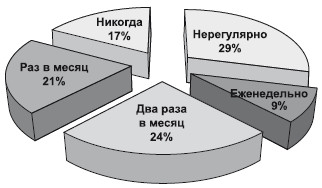 Никогда
17%
Нерегулярно
29%
Раз в месяц
21%
Еженедельно
9%
Два раза
в месяц
24%